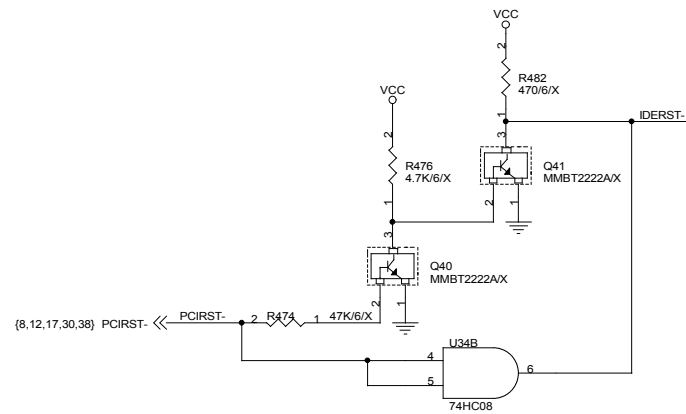 VCC
2
R482
470/6/X
1
IDERST-
VCC
3
2
Q41
MMBT2222A/X
R476
4.7K/6/X
2
1
1
3
Q40
MMBT2222A/X
2
1
{8,12,17,30,38} PCIRST- PCIRST- 2 R474 1 47K/6/X
U34B
4
6
5
74HC08